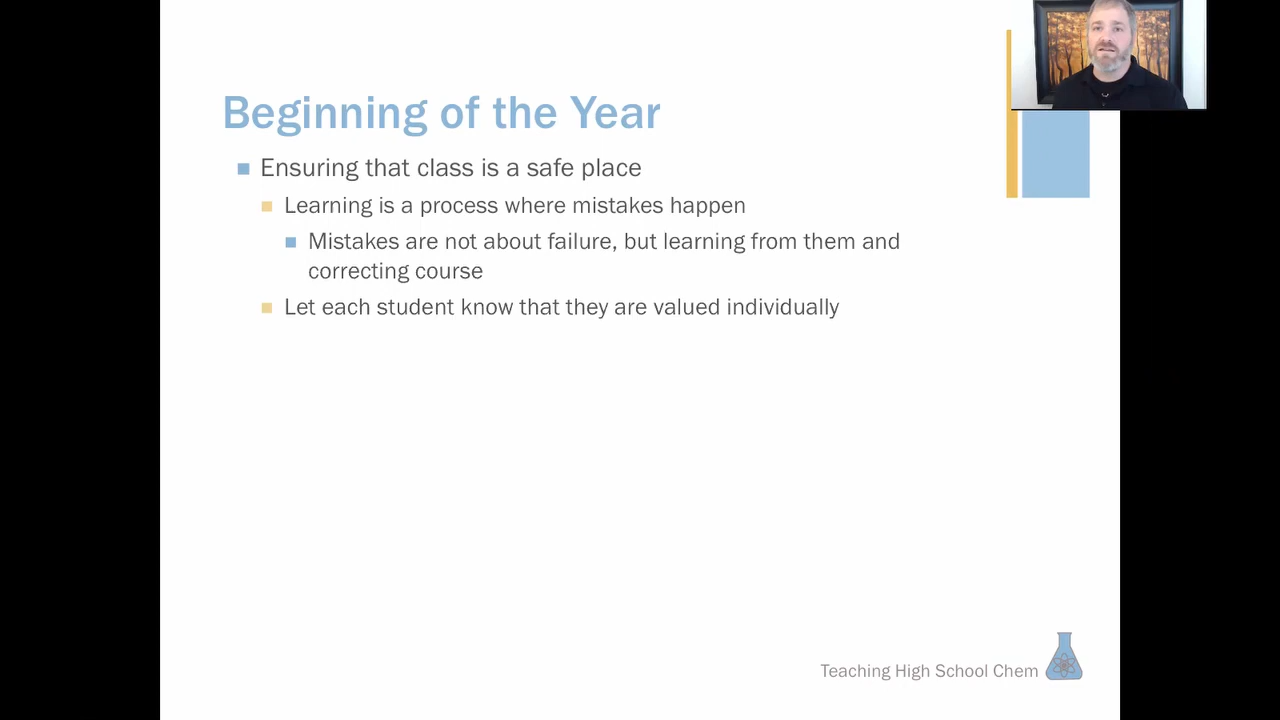 Beginning of the Year
Ensuring that class is a safe place
Learning is a process where mistakes happen
Mistakes are not about failure, but learning from them and
correcting course
Let each student know that they are valued individually
Teaching High School Chem